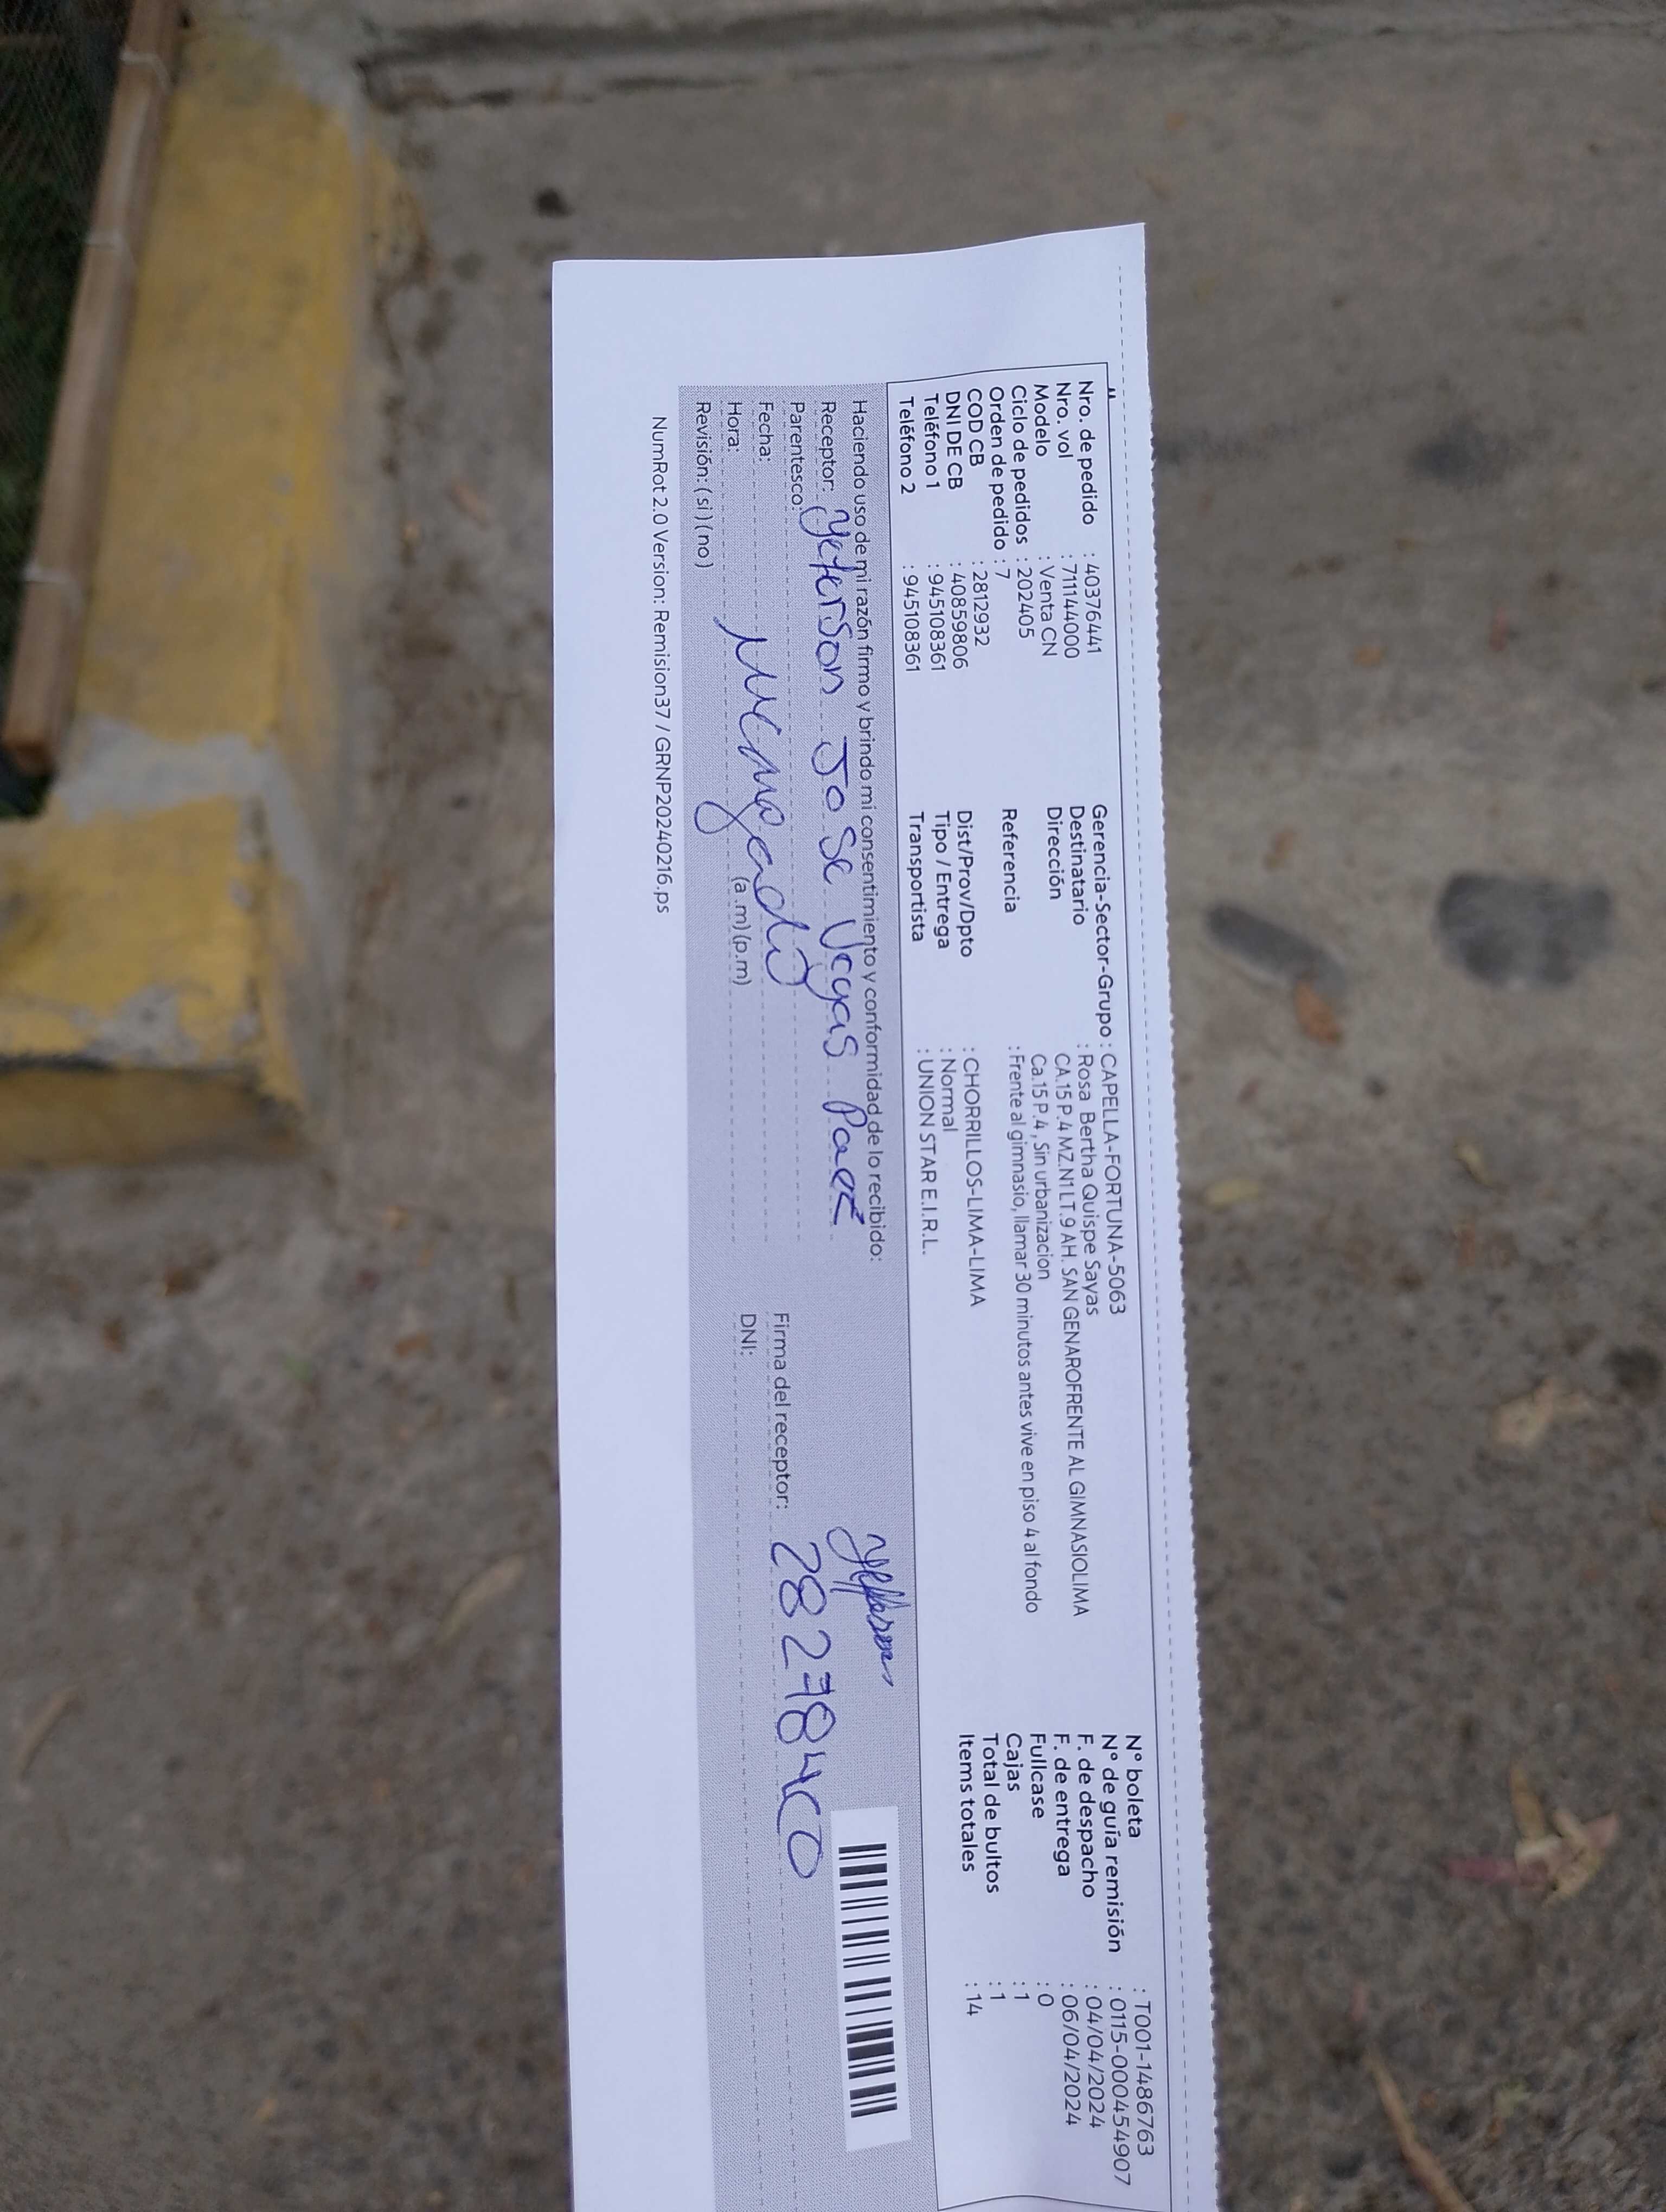 Nro. de pedido : 40376441
Nro. vol : 711144000
Modelo : Venta CN
Ciclo de pedidos : 202405
Orden de pedido : 7
COD CB : 2812932
DNI DE CB : 40859806
Teléfono 1 : 945108361
Teléfono 2 : 945108361
Gerencia-Sector-Grupo : CAPELLA-FORTUNA-5063
Destinatario : Rosa Bertha Quispe Sayas
Dirección CA.15 P.4 MZ.N1 LT.9 AH. SAN GENAROFRENTE AL GIMNASIOLIMA
Ca.15 P.4 , Sin urbanizacion
Referencia : Frente al gimnasio, llamar 30 minutos antes vive en piso 4 al fondo
Dist/Prov/Dpto : CHORRILLOS-LIMA-LIMA
Tipo / Entrega : Normal
Transportista : UNION STAR E.I.R.L.
N° boleta : T001-1486763
N° de guía remisión : 0115-0004454907
F. de despacho : 04/04/2024
F. de entrega : 06/04/2024
Fullcase : 0
Cajas : 1
Total de bultos : 1
Items totales : 14
Haciendo uso de mi razón firmo y brindo mi consentimiento y conformidad de lo recibido:
Receptor: Yeferson Jose Vegas Paez
Parentesco:
Fecha:
Hora: (a .m) (p.m)
Revisión: ( si ) ( no )
Firma del receptor: 282784C0
DNI:
NumRot 2.0 Version: Remision37 / GRNP20240216.ps